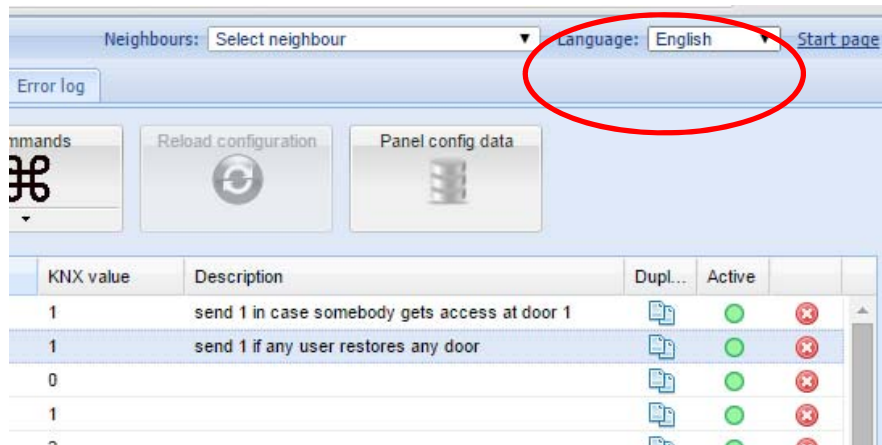 Neighbours: Select neighbour Language: English Start page
Error log
mmands Reload configuration Panel config data
KNX value Description Dupl... Active
1 send 1 in case somebody gets access at door 1
1 send 1 if any user restores any door
0
1